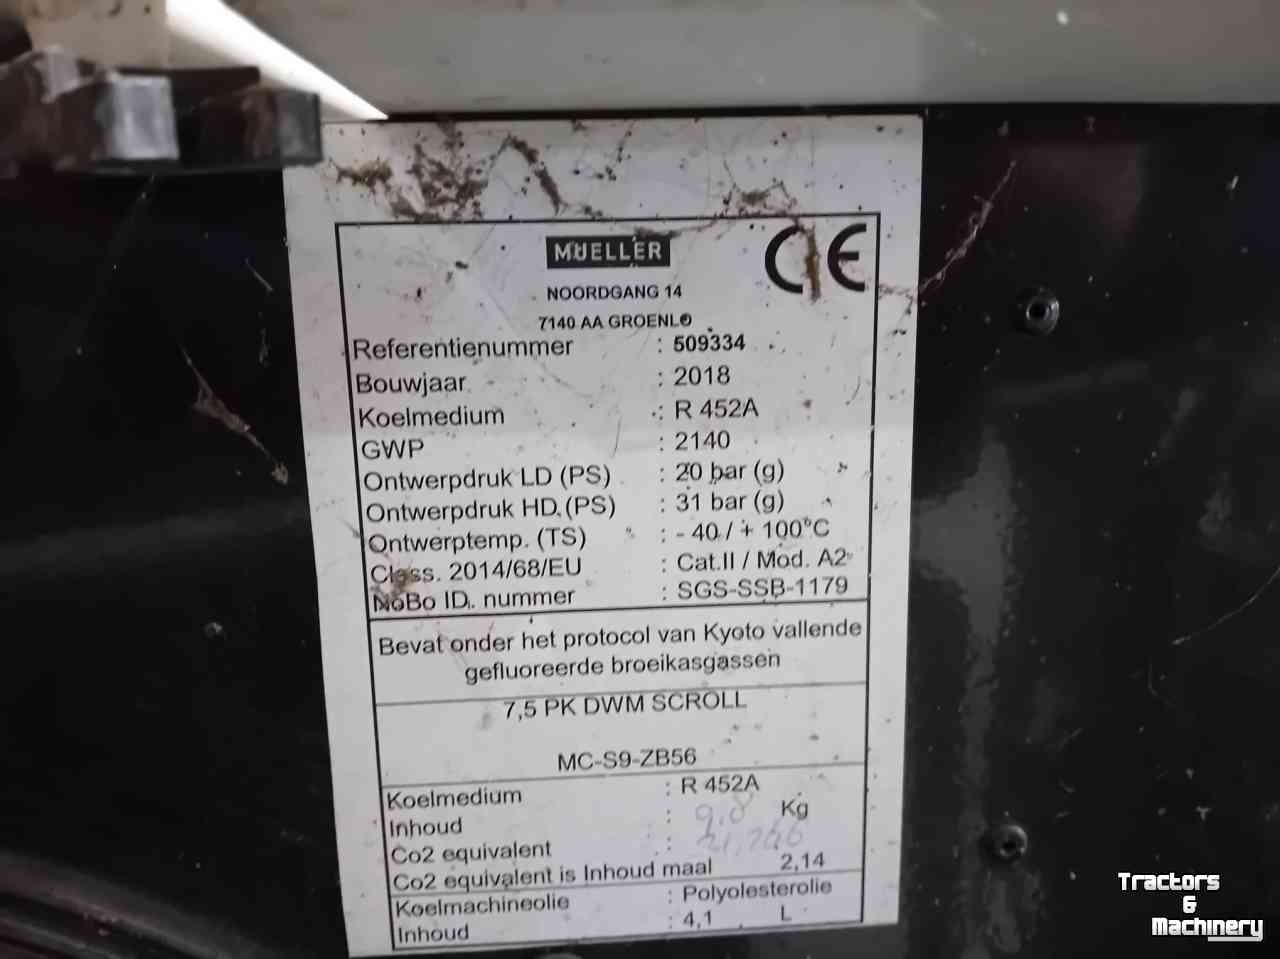 MUELLER CE
NOORDGANG 14
7140 AA GROENLO
Referentienummer : 509334
Bouwjaar : 2018
Koelmedium : R 452A
GWP : 2140
Ontwerpdruk LD (PS) : 20 bar (g)
Ontwerpdruk HD (PS) : 31 bar (g)
Ontwerptemp. (TS) : - 40 / + 100°C
Class. 2014/68/EU : Cat.II / Mod. A2
NoBo ID. nummer : SGS-SSB-1179
Bevat onder het protocol van Kyoto vallende
gefluoreerde broeikasgassen
7,5 PK DWM SCROLL
MC-S9-ZB56
Koelmedium : R 452A
Inhoud : 9.8 Kg
Co2 equivalent :
Co2 equivalent is Inhoud maal 2,14
Koelmachineolie : Polyolesterolie
Inhoud : 4,1 L
Tractors
&
Machinery